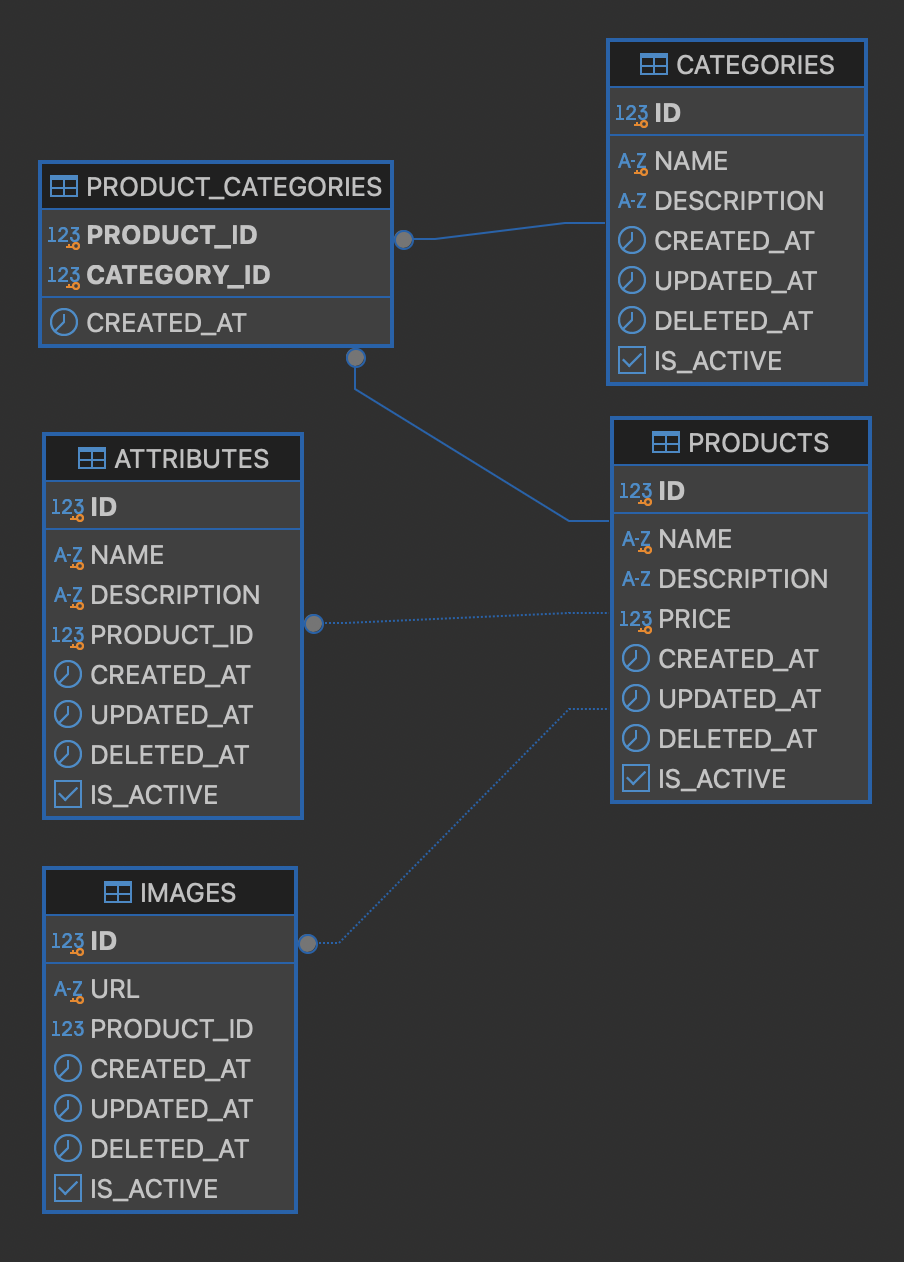 CATEGORIES
123 ID
A-Z NAME
A-Z DESCRIPTION
CREATED_AT
UPDATED_AT
DELETED_AT
IS_ACTIVE
PRODUCT_CATEGORIES
123 PRODUCT_ID
123 CATEGORY_ID
CREATED_AT
ATTRIBUTES
123 ID
A-Z NAME
A-Z DESCRIPTION
123 PRODUCT_ID
CREATED_AT
UPDATED_AT
DELETED_AT
IS_ACTIVE
PRODUCTS
123 ID
A-Z NAME
A-Z DESCRIPTION
123 PRICE
CREATED_AT
UPDATED_AT
DELETED_AT
IS_ACTIVE
IMAGES
123 ID
A-Z URL
123 PRODUCT_ID
CREATED_AT
UPDATED_AT
DELETED_AT
IS_ACTIVE